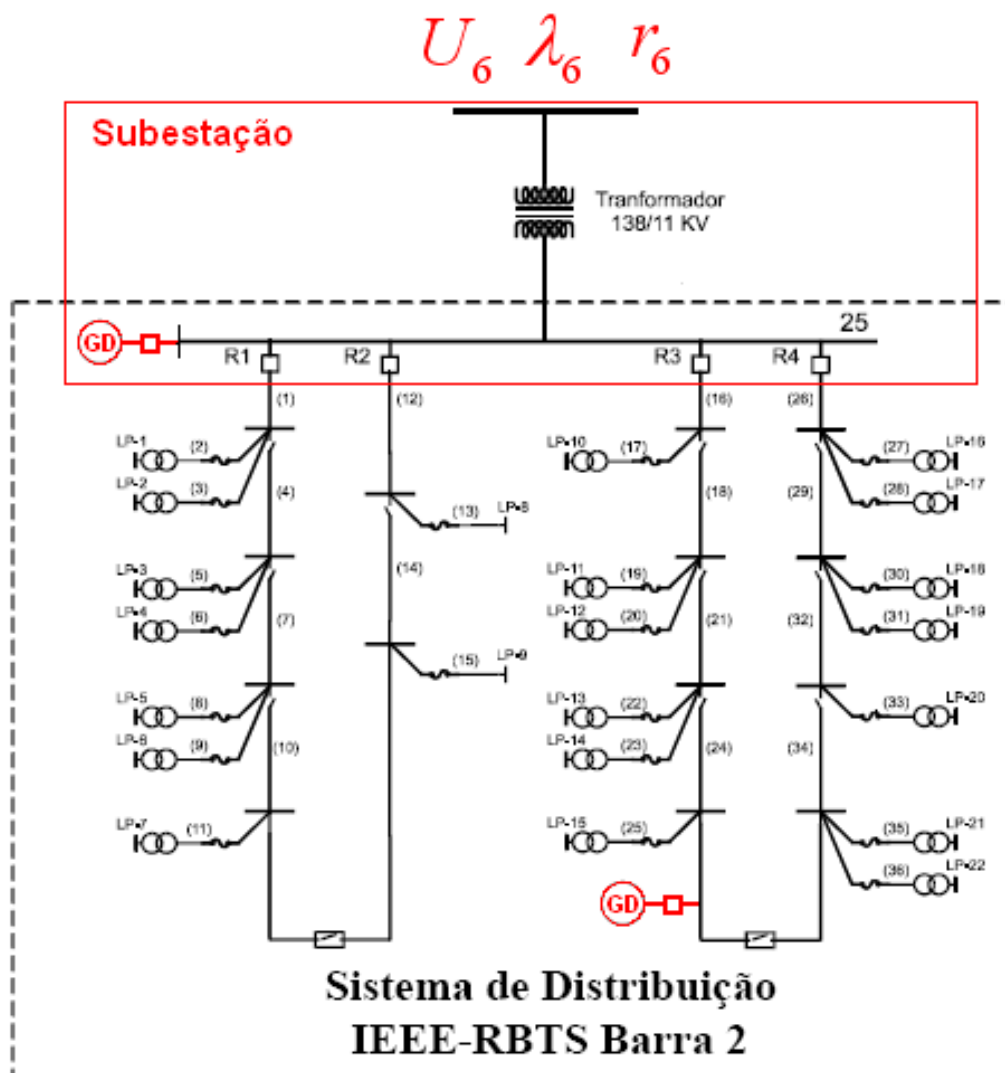 U6 λ6 r6
Subestação
Tranformador
138/11 KV
GD
25
R1 R2 R3 R4
(1) (12) (16) (26)
LP-1 (2) LP-10 (17) (27) LP-16
LP-2 (3) (4) (13) LP-8 (18) (28) LP-17
(29)
LP-3 (5) (14) LP-11 (19) (30) LP-18
LP-4 (6) (7) LP-12 (20) (21) (32) (31) LP-19
(15) LP-9
LP-5 (8) LP-13 (22) (33) LP-20
LP-6 (9) (10) LP-14 (23) (24) (34)
LP-7 (11) LP-15 (25) (35) LP-21
(36) LP-22
GD
Sistema de Distribuição
IEEE-RBTS Barra 2